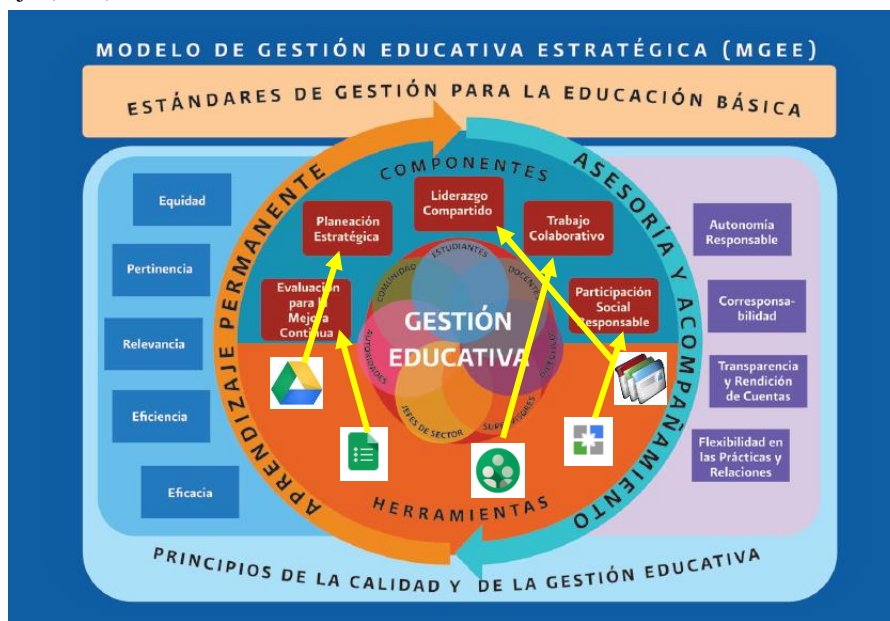 MODELO DE GESTIÓN EDUCATIVA ESTRATÉGICA (MGEE)
ESTÁNDARES DE GESTIÓN PARA LA EDUCACIÓN BÁSICA
APRENDIZAJE PERMANENTE
ASESORÍA Y ACOMPAÑAMIENTO
COMPONENTES
Equidad
Pertinencia
Relevancia
Eficiencia
Eficacia
Evaluación
para la
Mejora
Continua
Planeación
Estratégica
Liderazgo
Compartido
Trabajo
Colaborativo
Participación
Social
Responsable
COMUNIDAD
ESTUDIANTES
DOCENTES
AUTORIDADES
JEFES DE SECTOR
SUPERVISORES
GESTIÓN
EDUCATIVA
Autonomía
Responsable
Corresponsa-
bilidad
Transparencia
y Rendición
de Cuentas
Flexibilidad en
las Prácticas y
Relaciones
HERRAMIENTAS
PRINCIPIOS DE LA CALIDAD Y DE LA GESTIÓN EDUCATIVA